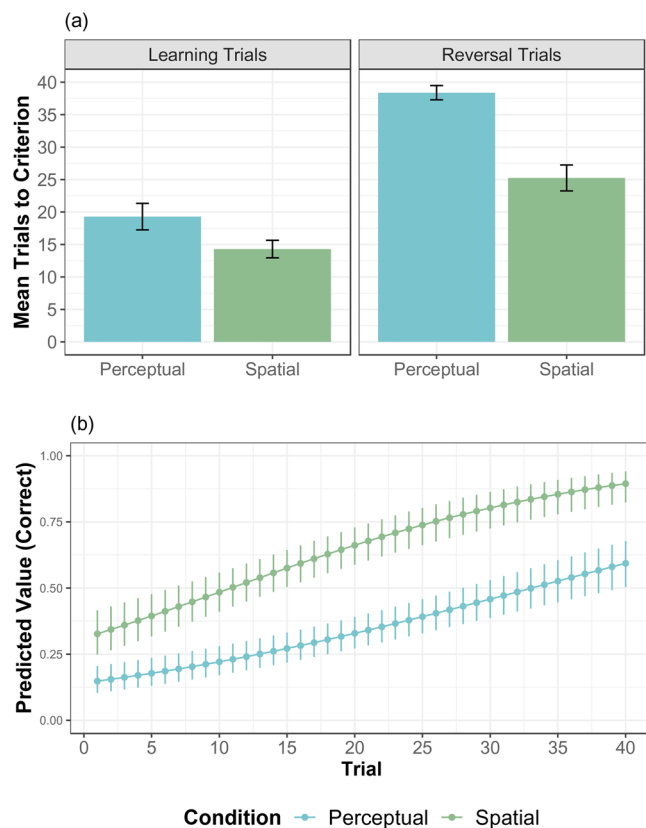 (a)
Learning Trials
Reversal Trials
Mean Trials to Criterion
40
35
30
25
20
15
10
5
0
Perceptual Spatial
Perceptual Spatial
(b)
Predicted Value (Correct)
1.00
0.75
0.50
0.25
0.00
0 5 10 15 20 25 30 35 40
Trial
Condition Perceptual Spatial